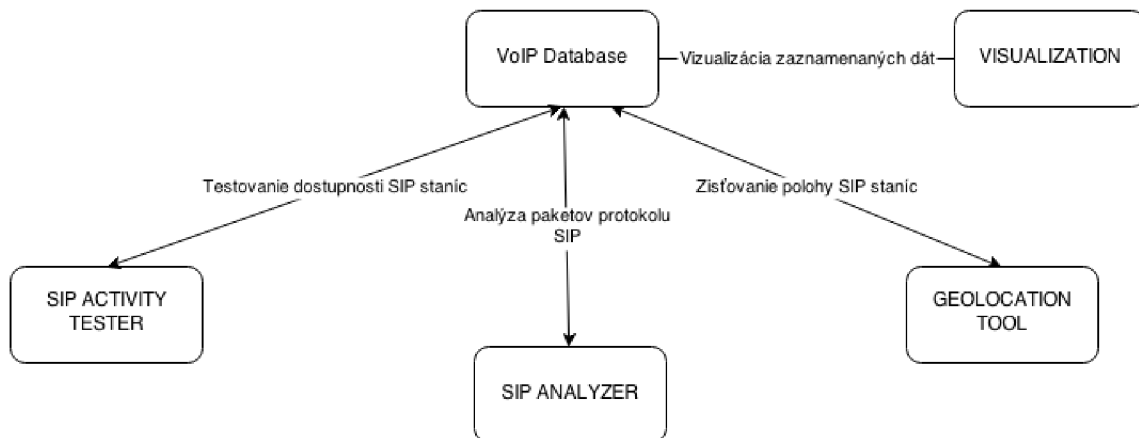 VoIP Database
Vizualizácia zaznamenaných dát
VISUALIZATION
Testovanie dostupnosti SIP staníc
Zisťovanie polohy SIP staníc
Analýza paketov protokolu
SIP
SIP ACTIVITY
TESTER
GEOLOCATION
TOOL
SIP ANALYZER